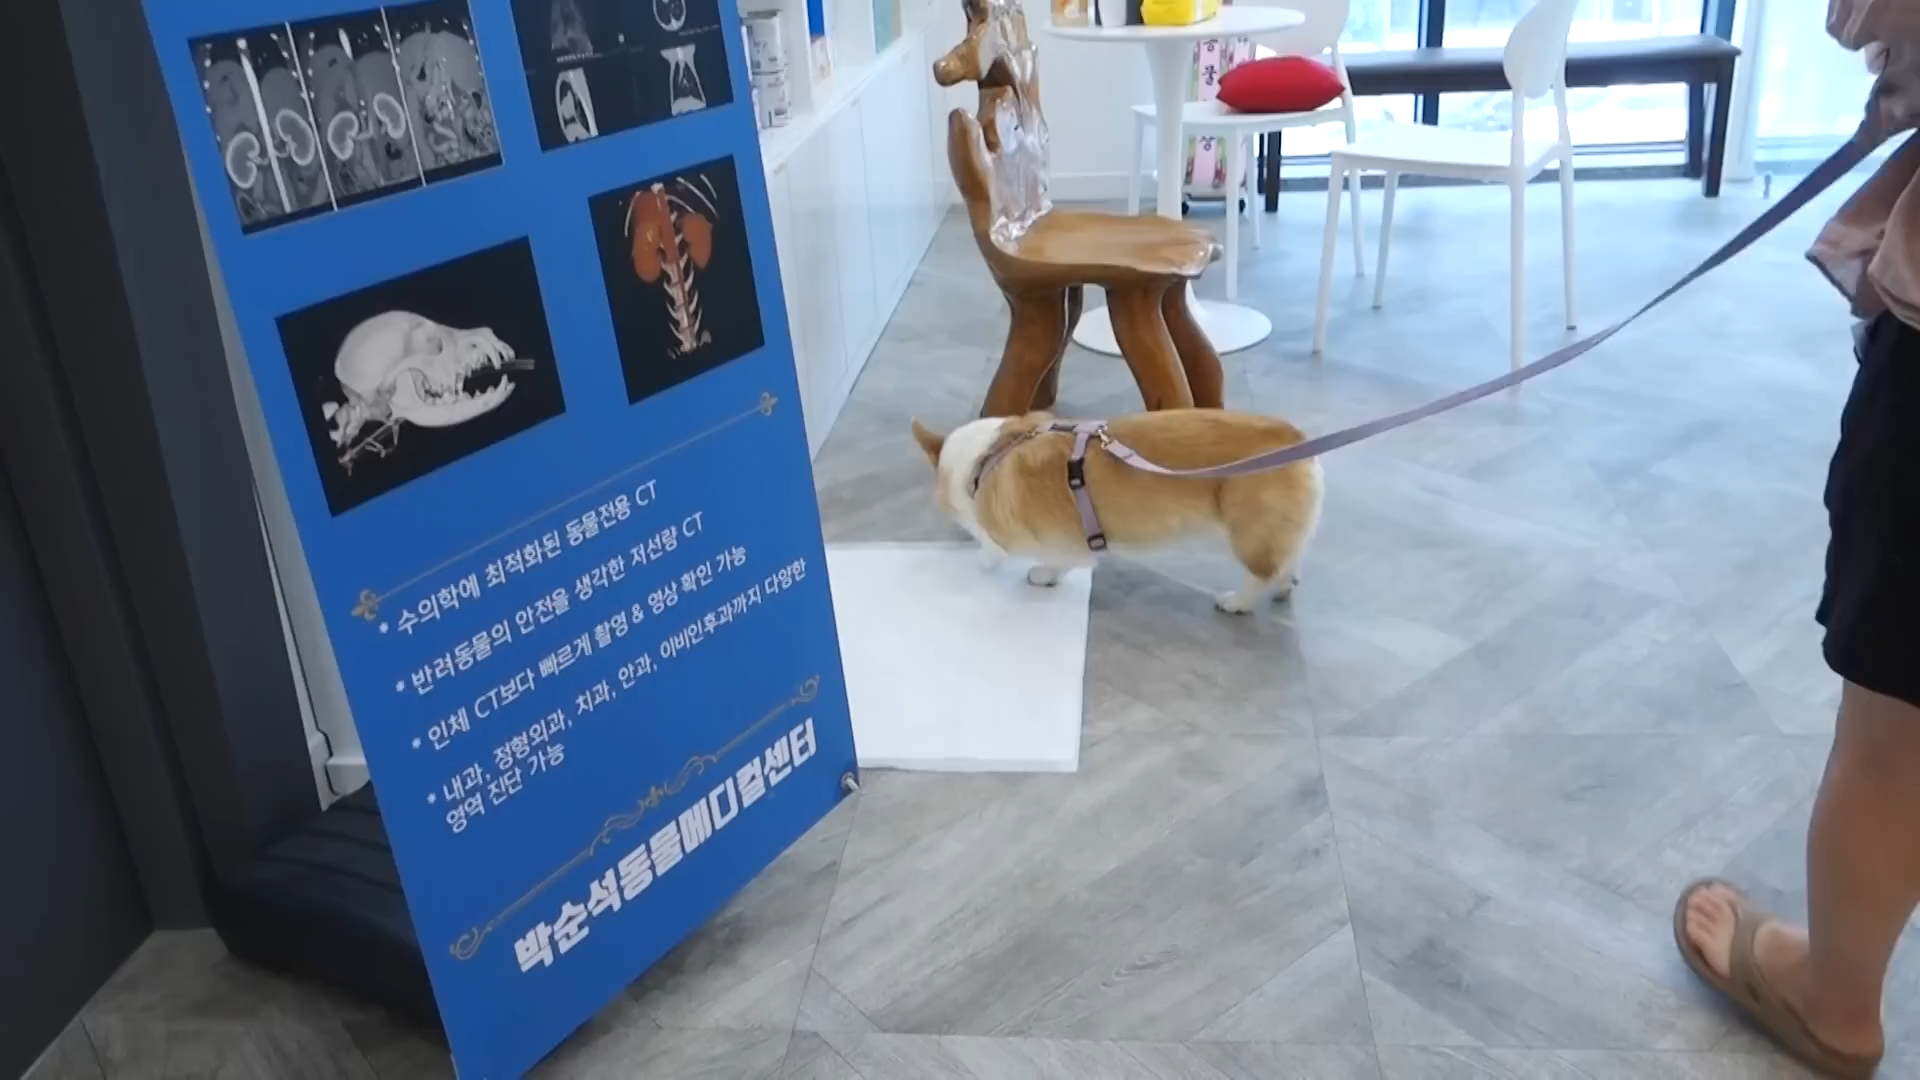 * 수의학에 최적화된 동물전용 CT
* 반려동물의 안전을 생각한 저선량 CT
* 인체 CT보다 빠르게 촬영 & 영상 확인 가능
* 내과, 정형외과, 치과, 안과, 이비인후과까지 다양한
영역 진단 가능
박순석동물메디컬센터